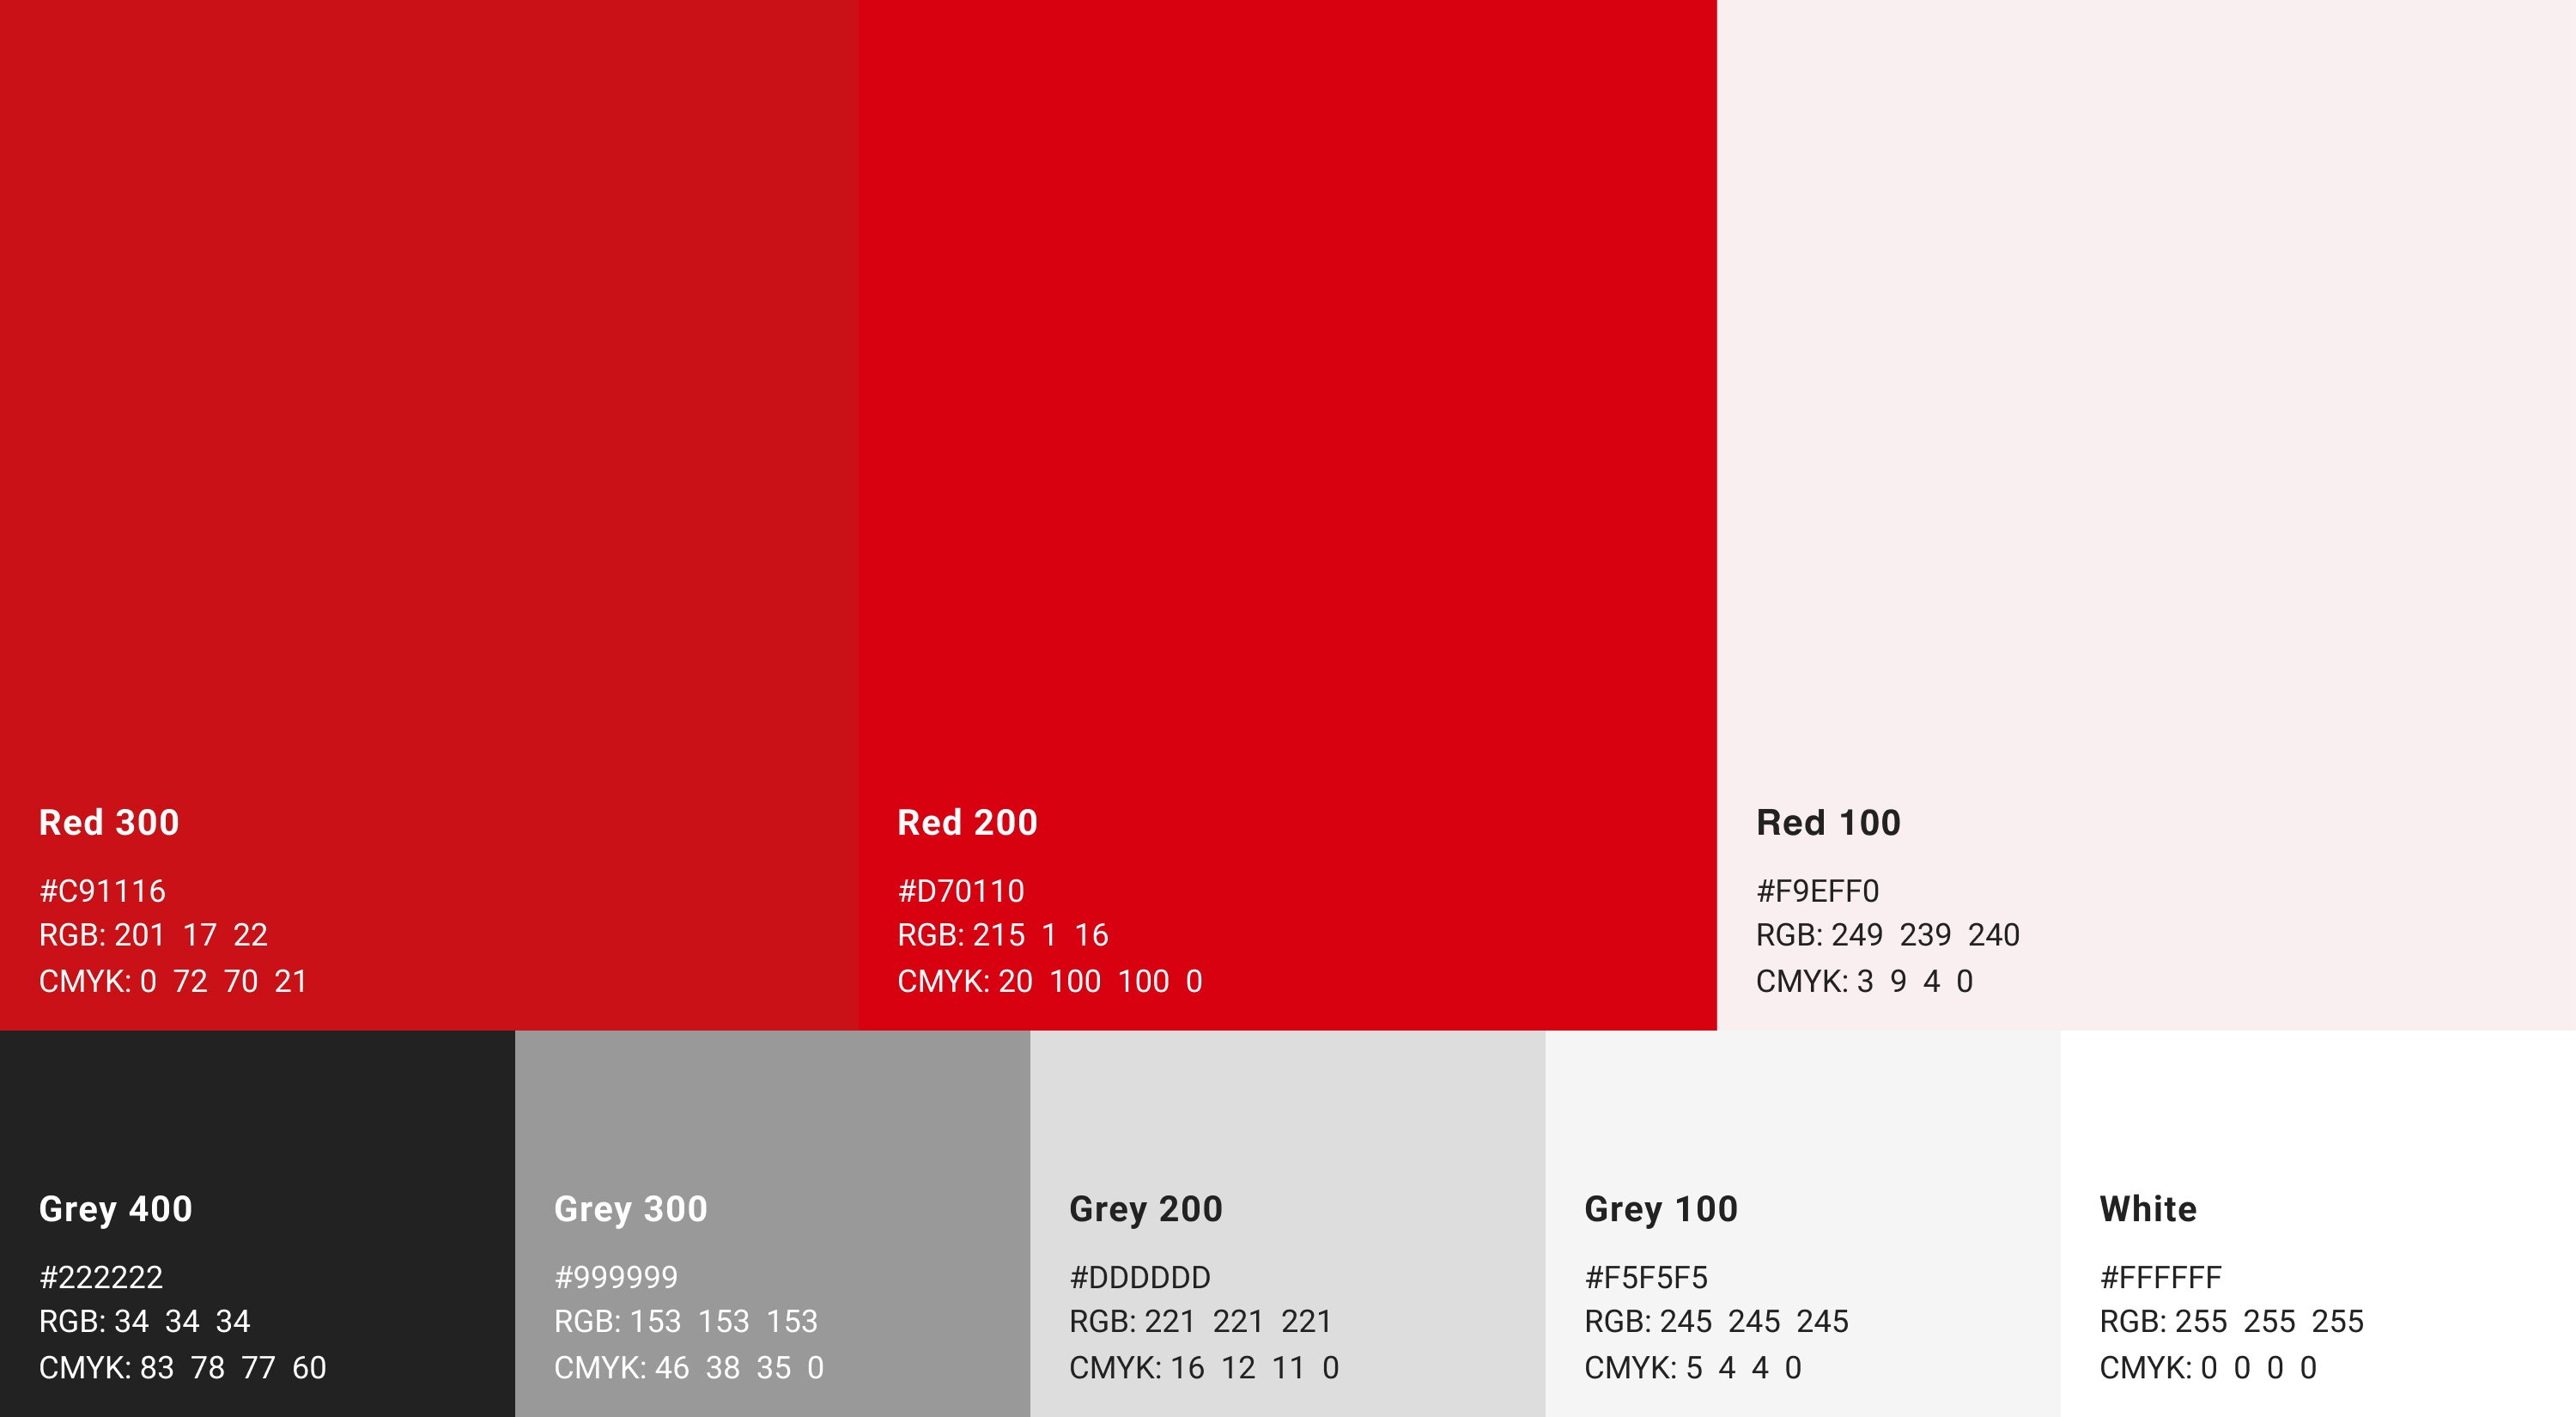 Red 300
#C91116
RGB: 201 17 22
CMYK: 0 72 70 21
Red 200
#D70110
RGB: 215 1 16
CMYK: 20 100 100 0
Red 100
#F9EFF0
RGB: 249 239 240
CMYK: 3 9 4 0
Grey 400
#222222
RGB: 34 34 34
CMYK: 83 78 77 60
Grey 300
#999999
RGB: 153 153 153
CMYK: 46 38 35 0
Grey 200
#DDDDDD
RGB: 221 221 221
CMYK: 16 12 11 0
Grey 100
#F5F5F5
RGB: 245 245 245
CMYK: 5 4 4 0
White
#FFFFFF
RGB: 255 255 255
CMYK: 0 0 0 0